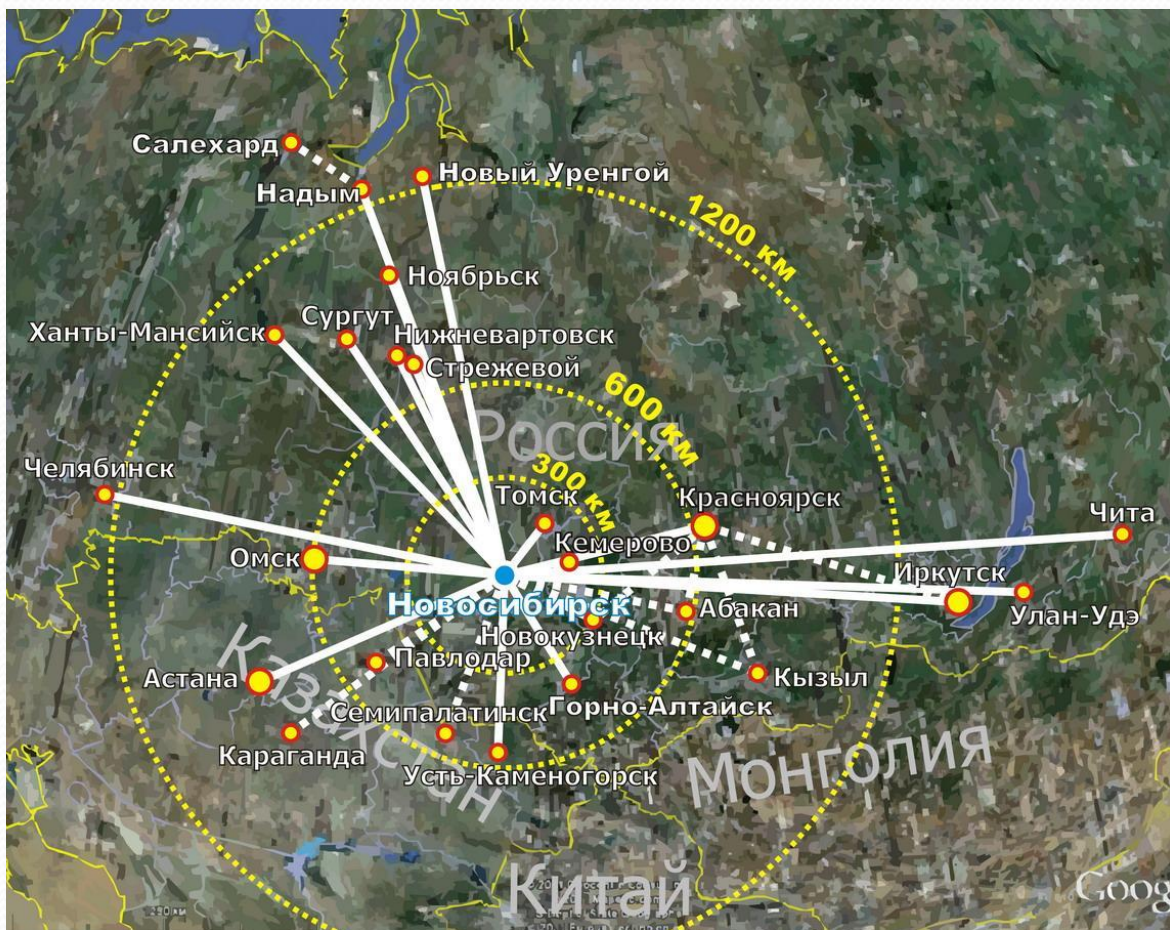 Салехард
Надым
Новый Уренгой
1200 км
Ноябрьск
Сургут
Ханты-Мансийск
Нижневартовск
Стрежевой
600 км
Россия
300 км
Челябинск
Томск
Красноярск
Чита
Омск
Кемерово
Иркутск
Новосибирск
Абакан
Улан-Удэ
Новокузнецк
Павлодар
Астана
Кызыл
Казахстан
Семипалатинск
Горно-Алтайск
Караганда
Усть-Каменогорск
Монголия
Китай
Goog